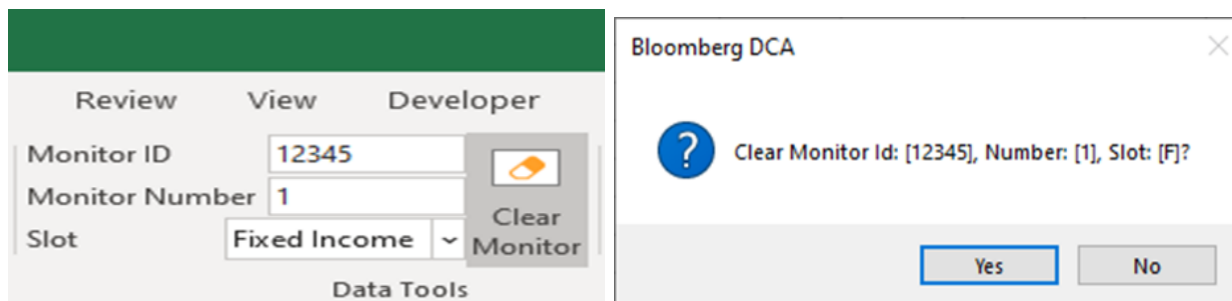 Review View Developer
Monitor ID 12345
Monitor Number 1
Slot Fixed Income
Clear
Monitor
Data Tools
Bloomberg DCA
Clear Monitor Id: [12345], Number: [1], Slot: [F]?
Yes No